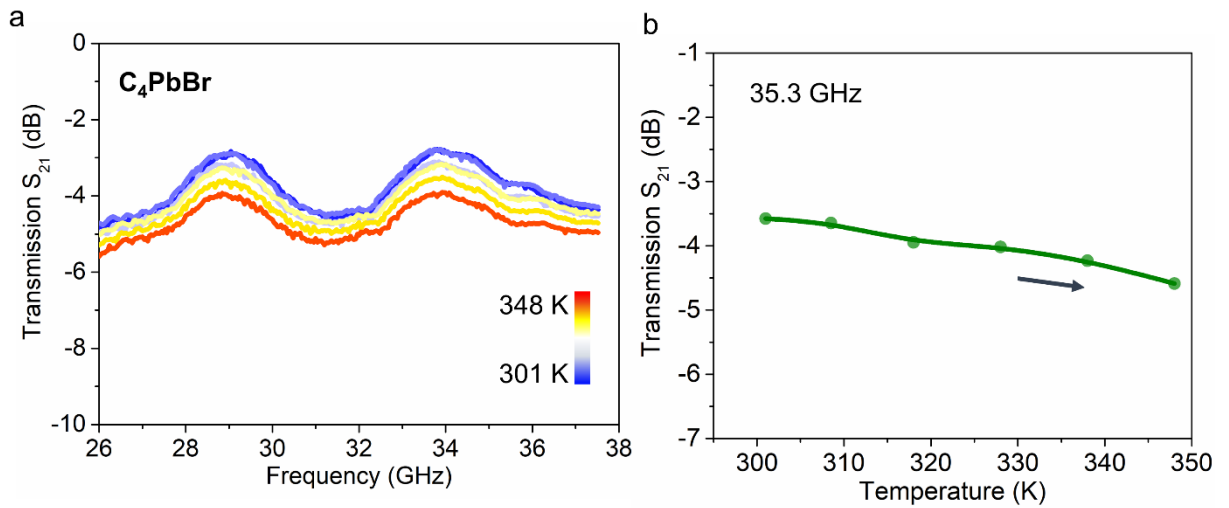 a
C₄PbBr
Transmission S₂₁ (dB)
0
-2
-4
-6
-8
-10
348 K
301 K
26
28
30
32
34
36
38
Frequency (GHz)
b
35.3 GHz
Transmission S₂₁ (dB)
-1
-2
-3
-4
-5
-6
-7
300
310
320
330
340
350
Temperature (K)